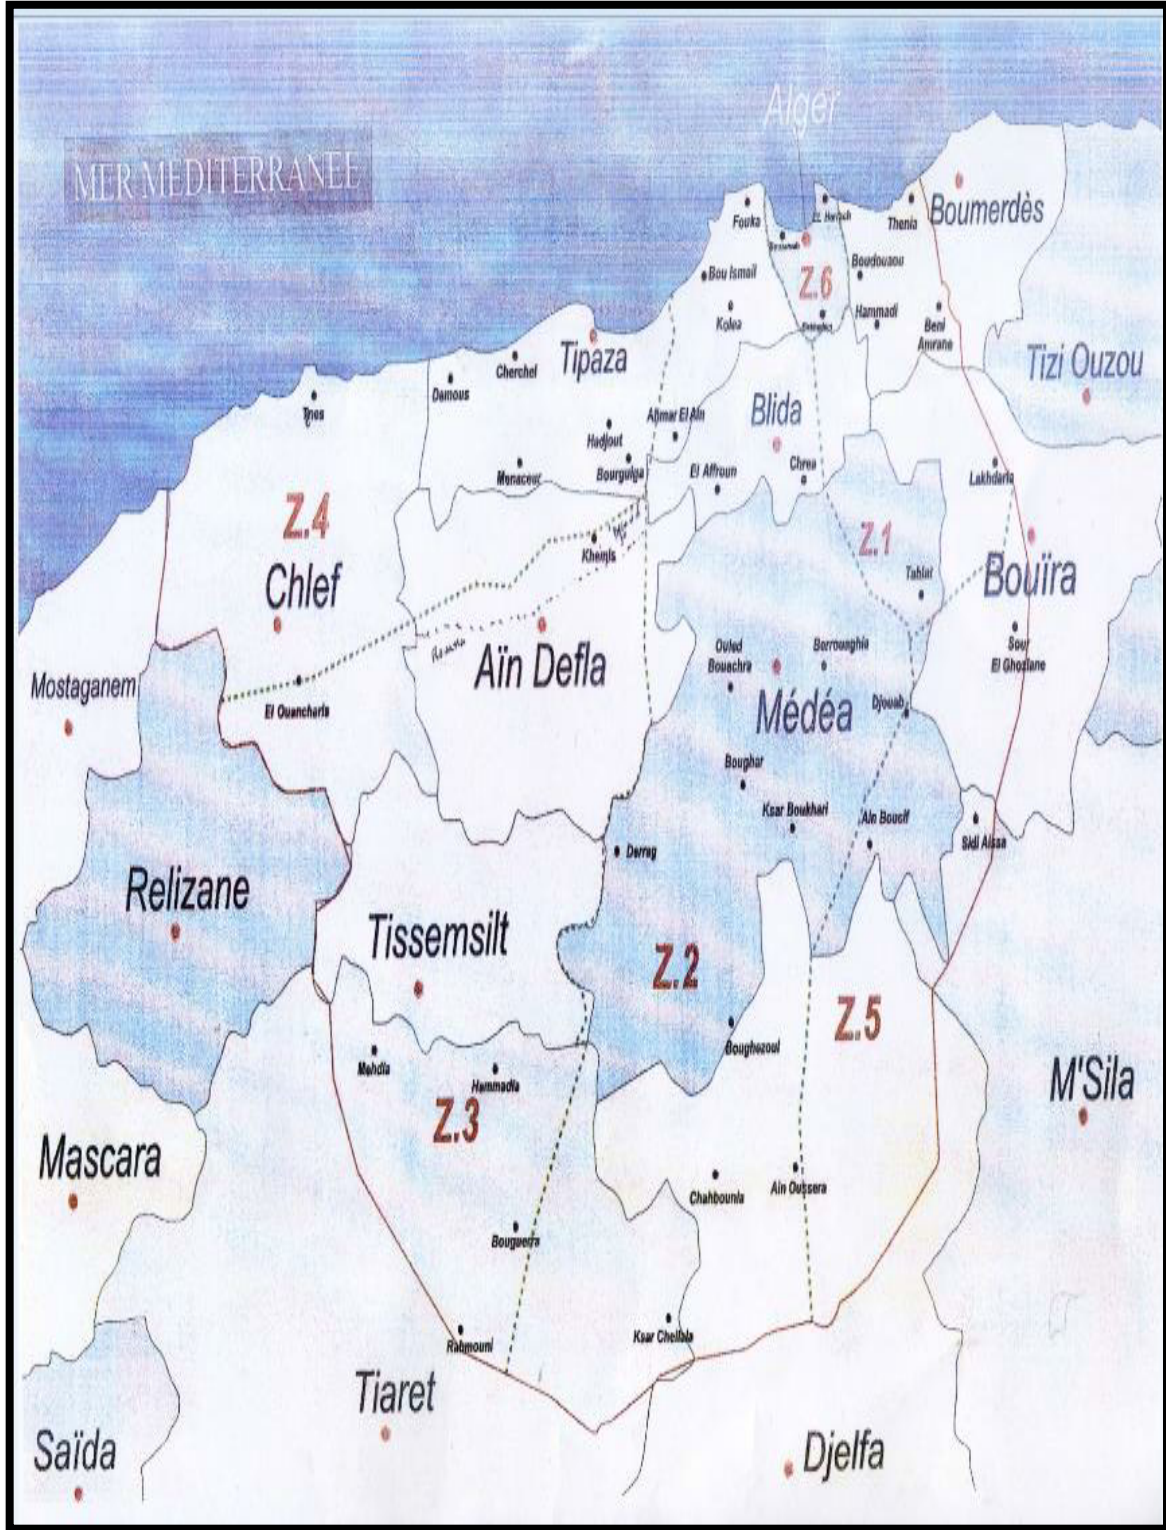 Alger
MER MEDITERRANEE
Fouka
Thenia
Boumerdès
Bou Ismail
Z.6
Boudouaou
Kolea
Hammadi
Beni
Amrane
Cherchel
Tipaza
Tizi Ouzou
Damous
Tnes
Blida
Ahmar El Ain
Hadjout
Menaceur
Bourguiga
El Affroun
Chrea
Lakhdaria
Z.4
Z.1
Khemis
Chlef
Tablat
Bouïra
Aïn Defla
Ouled
Bouachra
Berrouaghia
Sour
El Ghozlane
Mostaganem
El Ouancharis
Médéa
Djouab
Boughar
Ksar Boukhari
Ain Bousif
Sidi Aissa
Derrag
Relizane
Tissemsilt
Z.2
Z.5
Boughezoul
Mehdia
Hammadia
M'Sila
Z.3
Mascara
Chahbounia
Ain Oussera
Bouguerra
Rahmouni
Ksar Chellala
Tiaret
Saïda
Djelfa